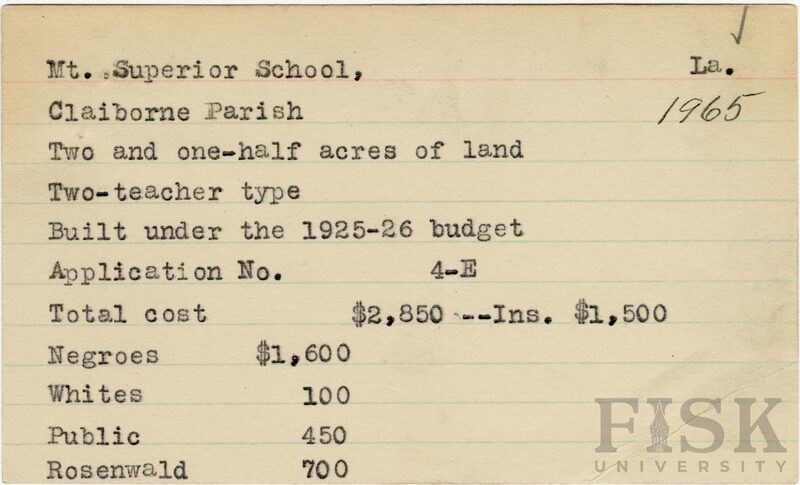 Mt. Superior School, La.
Claiborne Parish 1965
Two and one-half acres of land
Two-teacher type
Built under the 1925-26 budget
Application No. 4-E
Total cost $2,850 --Ins. $1,500
Negroes $1,600
Whites 100
Public 450
Rosenwald 700
FISK
UNIVERSITY